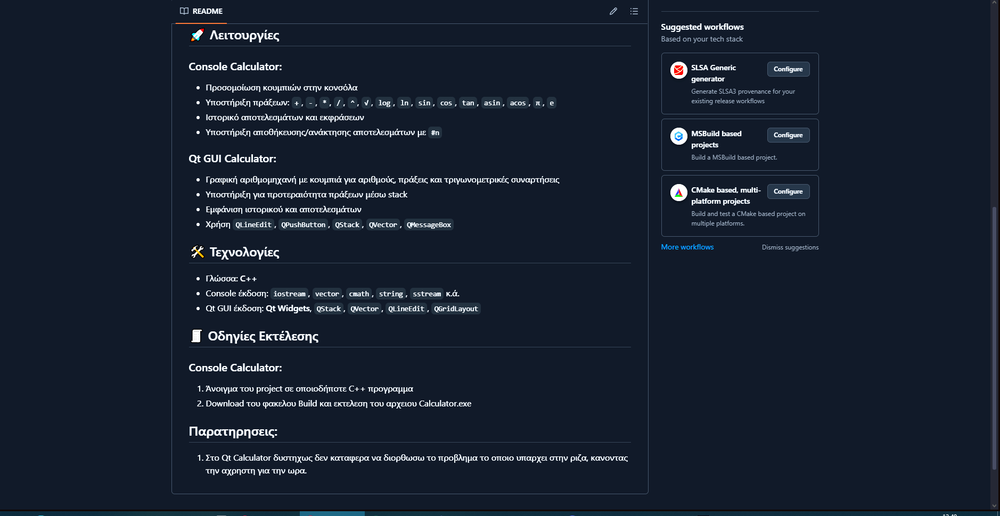 README
🚀 Λειτουργίες
Console Calculator:
• Προσομοίωση κουμπιών στην κονσόλα
• Υποστήριξη πράξεων: +, -, *, /, ^, √, log, ln, sin, cos, tan, asin, acos, π, e
• Ιστορικό αποτελεσμάτων και εκφράσεων
• Υποστήριξη αποθήκευσης/ανάκτησης αποτελεσμάτων με #n
Qt GUI Calculator:
• Γραφική αριθμομηχανή με κουμπιά για αριθμούς, πράξεις και τριγωνομετρικές συναρτήσεις
• Υποστήριξη για προτεραιότητα πράξεων μέσω stack
• Εμφάνιση ιστορικού και αποτελεσμάτων
• Χρήση QLineEdit, QPushButton, QStack, QVector, QMessageBox
🛠 Τεχνολογίες
• Γλώσσα: C++
• Console έκδοση: iostream, vector, cmath, string, sstream κ.ά.
• Qt GUI έκδοση: Qt Widgets, QStack, QVector, QLineEdit, QGridLayout
📜 Οδηγίες Εκτέλεσης
Console Calculator:
1. Άνοιγμα του project σε οποιοδήποτε C++ προγραμμα
2. Download του φακελου Build και εκτελεση του αρχειου Calculator.exe
Παρατηρησεις:
1. Στο Qt Calculator δυστηχως δεν καταφερα να διορθωσω το προβλημα το οποιο υπαρχει στην ριζα, κανοντας
την αχρηστη για την ωρα.
Suggested workflows
Based on your tech stack
SLSA Generic
generator
Configure
Generate SLSA3 provenance for your
existing release workflows
MSBuild based
projects
Configure
Build a MSBuild based project.
CMake based, multi-
platform projects
Configure
Build and test a CMake based project on
multiple platforms.
More workflows
Dismiss suggestions